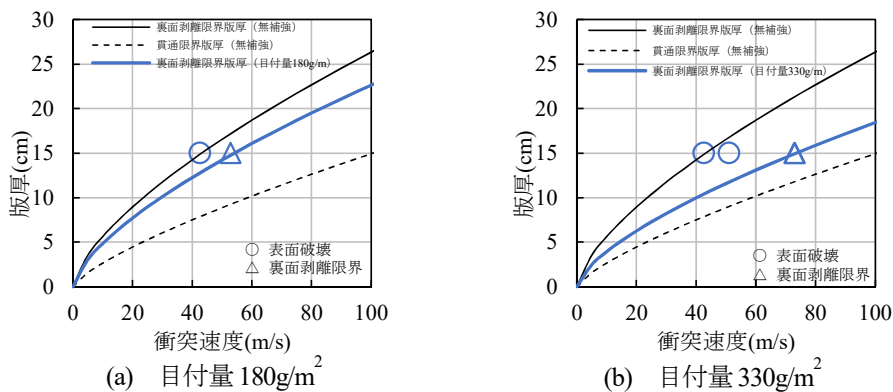 裏面剥離限界版厚（無補強）
貫通限界版厚（無補強）
裏面剥離限界版厚（目付量180g/m）
30
25
20
15
10
5
0
版厚(cm)
表面破壊
裏面剥離限界
0 20 40 60 80 100
衝突速度(m/s)
(a) 目付量180g/m²
裏面剥離限界版厚（無補強）
貫通限界版厚（無補強）
裏面剥離限界版厚（目付量330g/m）
30
25
20
15
10
5
0
版厚(cm)
表面破壊
裏面剥離限界
0 20 40 60 80 100
衝突速度(m/s)
(b) 目付量330g/m²